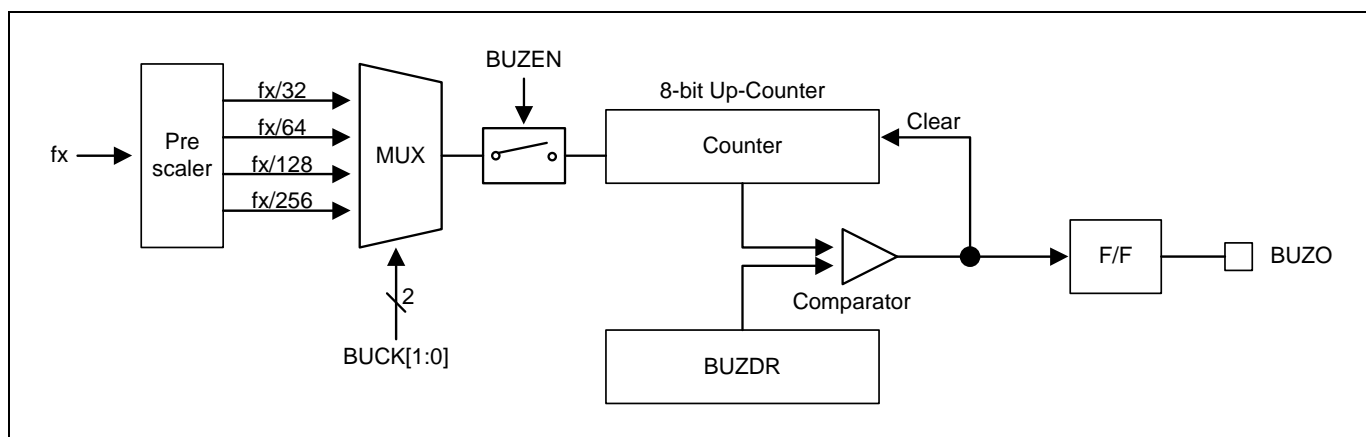 BUZEN
8-bit Up-Counter
fx/32
fx/64
fx/128
fx/256
fx
Pre
scaler
MUX
Counter
Clear
2
BUCK[1:0]
Comparator
F/F
BUZO
BUZDR